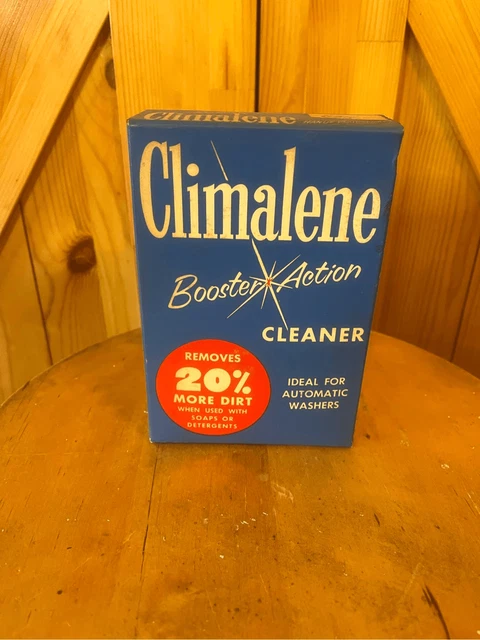 Climalene
Climalene
Booster Action
CLEANER
REMOVES
20%
MORE DIRT
WHEN USED WITH
SOAPS OR
DETERGENTS
IDEAL FOR
AUTOMATIC
WASHERS